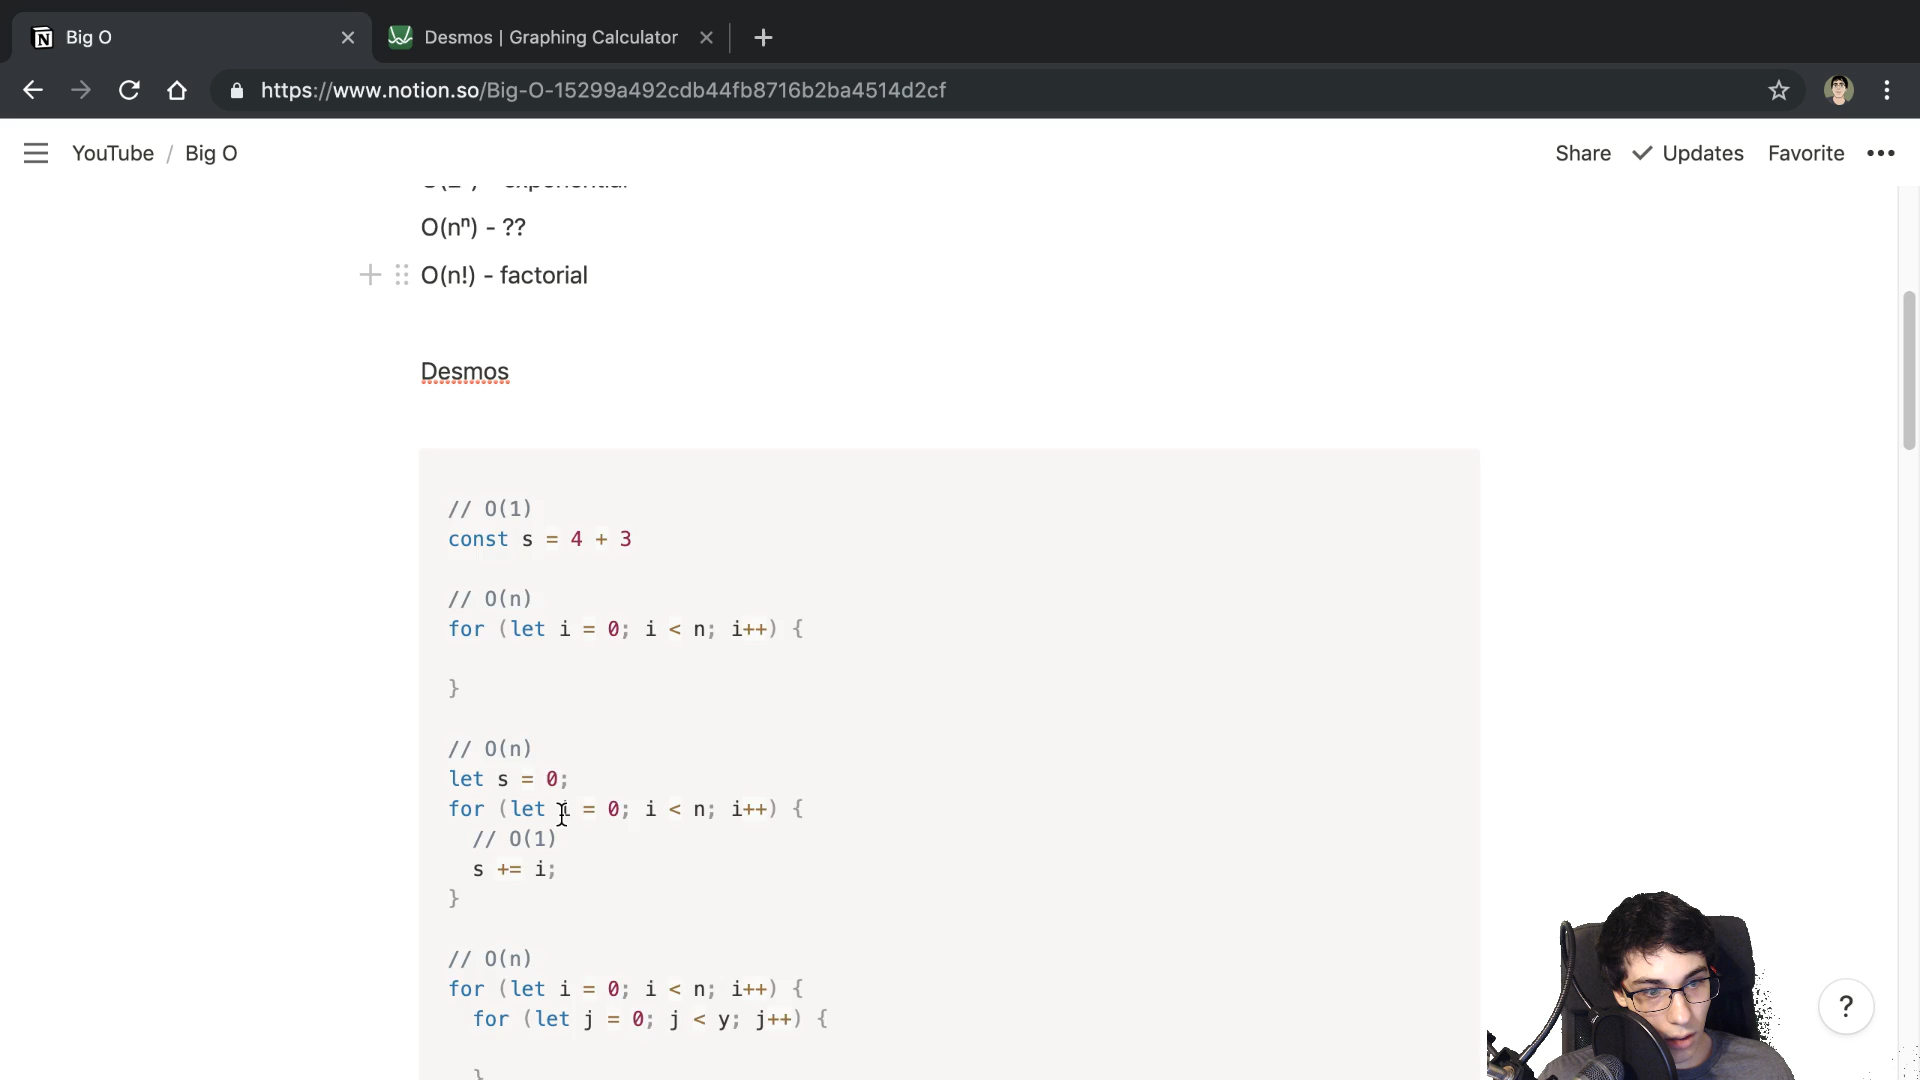 Big O
Desmos | Graphing Calculator
https://www.notion.so/Big-O-15299a492cdb44fb8716b2ba4514d2cf
YouTube / Big O
Share ✓ Updates Favorite •••
exponential
O(nⁿ) - ??
O(n!) - factorial
Desmos
// O(1)
const s = 4 + 3
// O(n)
for (let i = 0; i < n; i++) {
}
// O(n)
let s = 0;
for (let i = 0; i < n; i++) {
// O(1)
s += i;
}
// O(n)
for (let i = 0; i < n; i++) {
for (let j = 0; j < y; j++) {
}
?